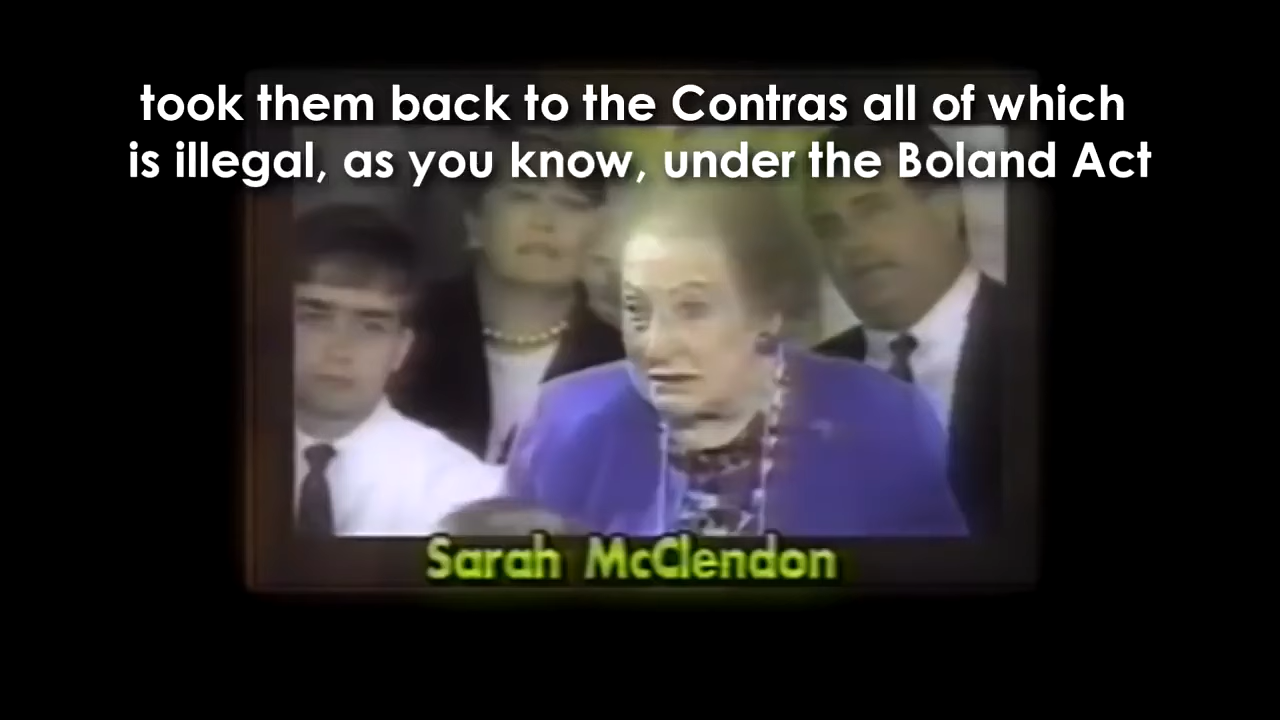 took them back to the Contras all of which
is illegal, as you know, under the Boland Act
Sarah McClendon